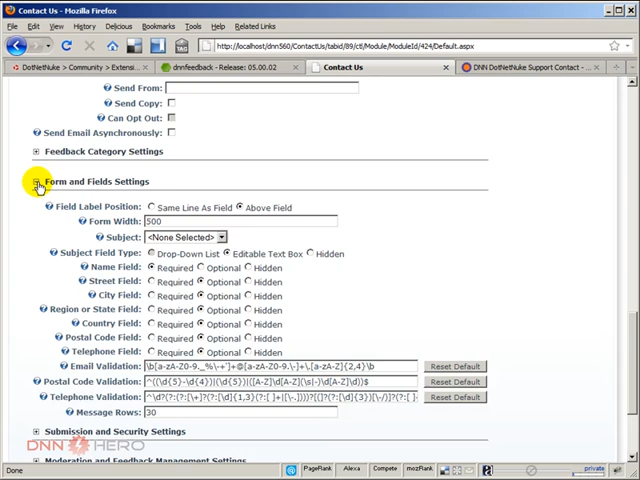 Contact Us - Mozilla Firefox
File Edit View History Delicious Bookmarks Tools Help Related Links
TAG
http://localhost/dnn560/ContactUs/tabid/89/ctl/Module/ModuleId/424/Default.aspx
DotNetNuke > Community > Extensi...
dnnfeedback - Release: 05.00.02
Contact Us
DNN DotNetNuke Support Contact - ...
Send From:
Send Copy:
Can Opt Out:
Send Email Asynchronously:
Feedback Category Settings
Form and Fields Settings
Field Label Position: Same Line As Field Above Field
Form Width: 500
Subject: <None Selected>
Subject Field Type: Drop-Down List Editable Text Box Hidden
Name Field: Required Optional Hidden
Street Field: Required Optional Hidden
City Field: Required Optional Hidden
Region or State Field: Required Optional Hidden
Country Field: Required Optional Hidden
Postal Code Field: Required Optional Hidden
Telephone Field: Required Optional Hidden
Email Validation: \b[a-zA-Z0-9._%\-+']+@[a-zA-Z0-9.\-]+\.[a-zA-Z]{2,4}\b Reset Default
Postal Code Validation: ^((\d{5}-\d{4})|(\d{5})|([A-Z]\d[A-Z](\s|-)\d[A-Z]\d))$ Reset Default
Telephone Validation: Reset Default
Message Rows: 30
Submission and Security Settings
DNN HERO
Moderation and Feedback Management Settings
Done
PageRank Alexa Compete mozRank